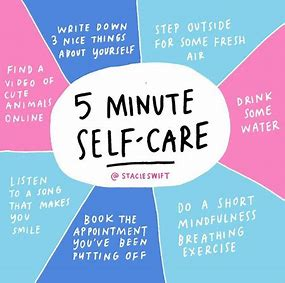 5 MINUTE
SELF-CARE
@ STACIESWIFT
WRITE DOWN
3 NICE THINGS
ABOUT YOURSELF
STEP OUTSIDE
FOR SOME FRESH
AIR
DRINK
SOME
WATER
DO A SHORT
MINDFULNESS
BREATHING
EXERCISE
BOOK THE
APPOINTMENT
YOU'VE BEEN
PUTTING OFF
LISTEN
TO A SONG
THAT MAKES
YOU
SMILE
FIND A
VIDEO OF
CUTE
ANIMALS
ONLINE